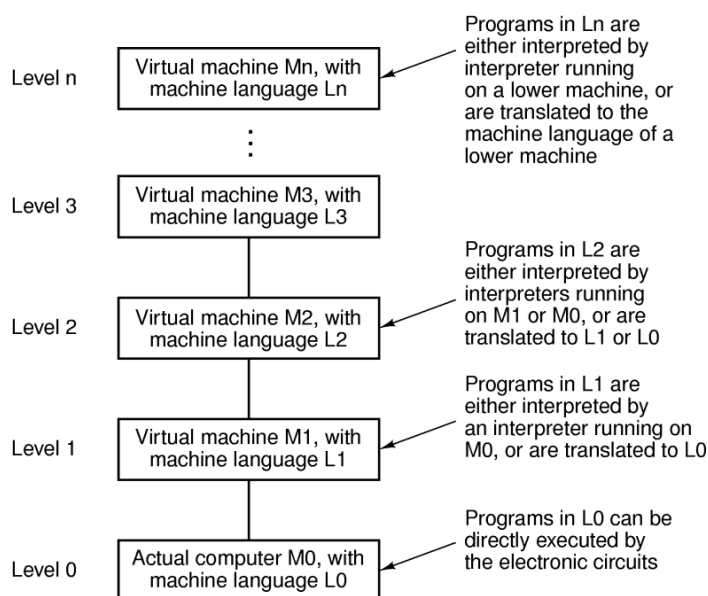 Level n
Virtual machine Mn, with
machine language Ln
Programs in Ln are
either interpreted by
interpreter running
on a lower machine, or
are translated to the
machine language of a
lower machine
Level 3
Virtual machine M3, with
machine language L3
Level 2
Virtual machine M2, with
machine language L2
Programs in L2 are
either interpreted by
interpreters running
on M1 or M0, or are
translated to L1 or L0
Level 1
Virtual machine M1, with
machine language L1
Programs in L1 are
either interpreted by
an interpreter running on
M0, or are translated to L0
Level 0
Actual computer M0, with
machine language L0
Programs in L0 can be
directly executed by
the electronic circuits